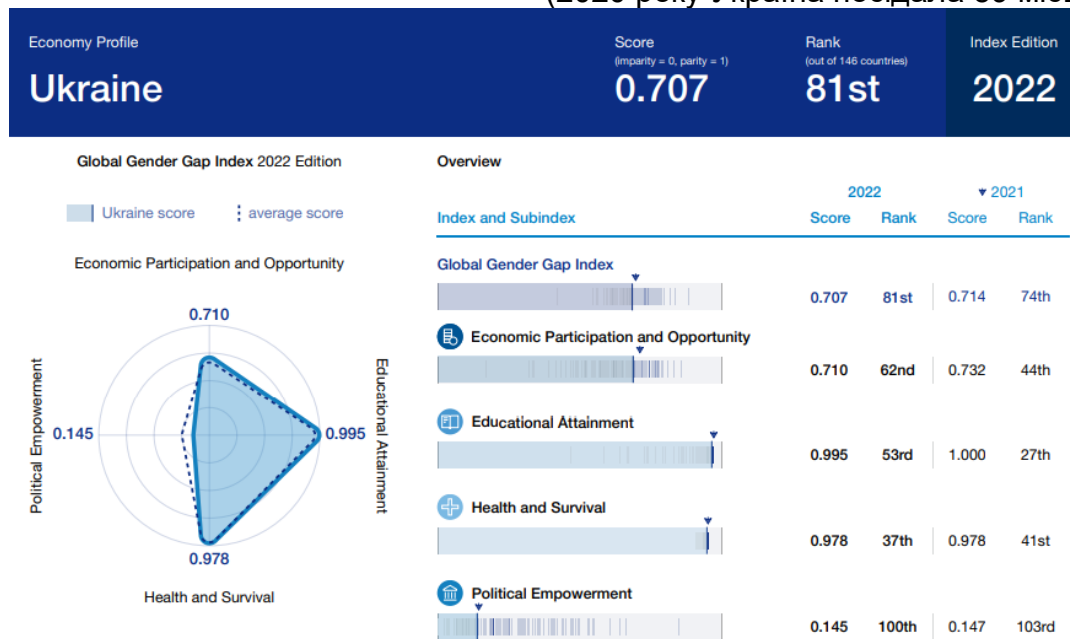 Economy Profile
Ukraine
Score
(imparity = 0, parity = 1)
0.707
Rank
(out of 146 countries)
81st
Index Edition
2022
Global Gender Gap Index 2022 Edition
Ukraine score average score
Economic Participation and Opportunity
0.710
Political Empowerment
0.145
0.995
Educational Attainment
0.978
Health and Survival
Overview
2022 2021
Index and Subindex Score Rank Score Rank
Global Gender Gap Index
0.707 81st 0.714 74th
Economic Participation and Opportunity
0.710 62nd 0.732 44th
Educational Attainment
0.995 53rd 1.000 27th
Health and Survival
0.978 37th 0.978 41st
Political Empowerment
0.145 100th 0.147 103rd